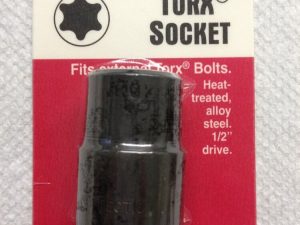 TORX®
SOCKET
Fits external Torx® Bolts.
Heat-
treated,
alloy
steel.
1/2"
drive.